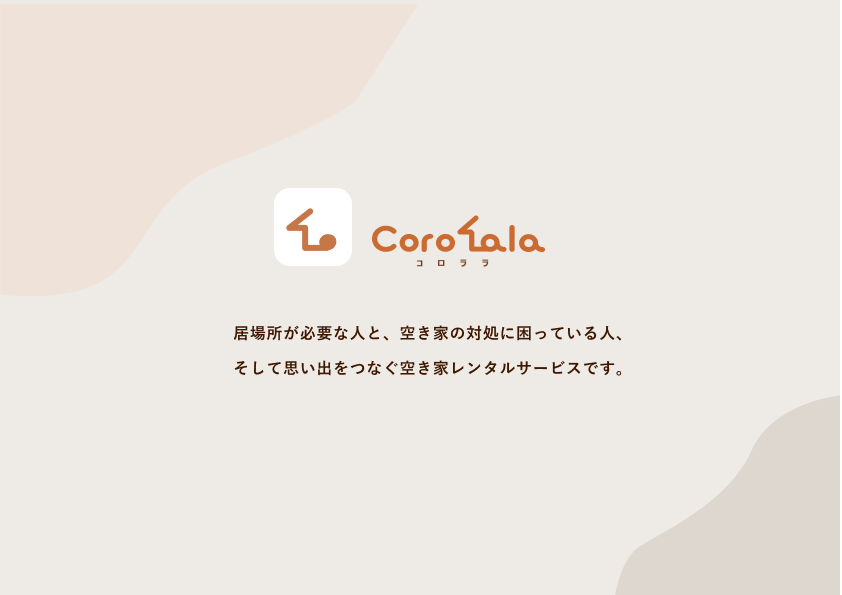 Corolala
コロララ
居場所が必要な人と、空き家の対処に困っている人、
そして思い出をつなぐ空き家レンタルサービスです。